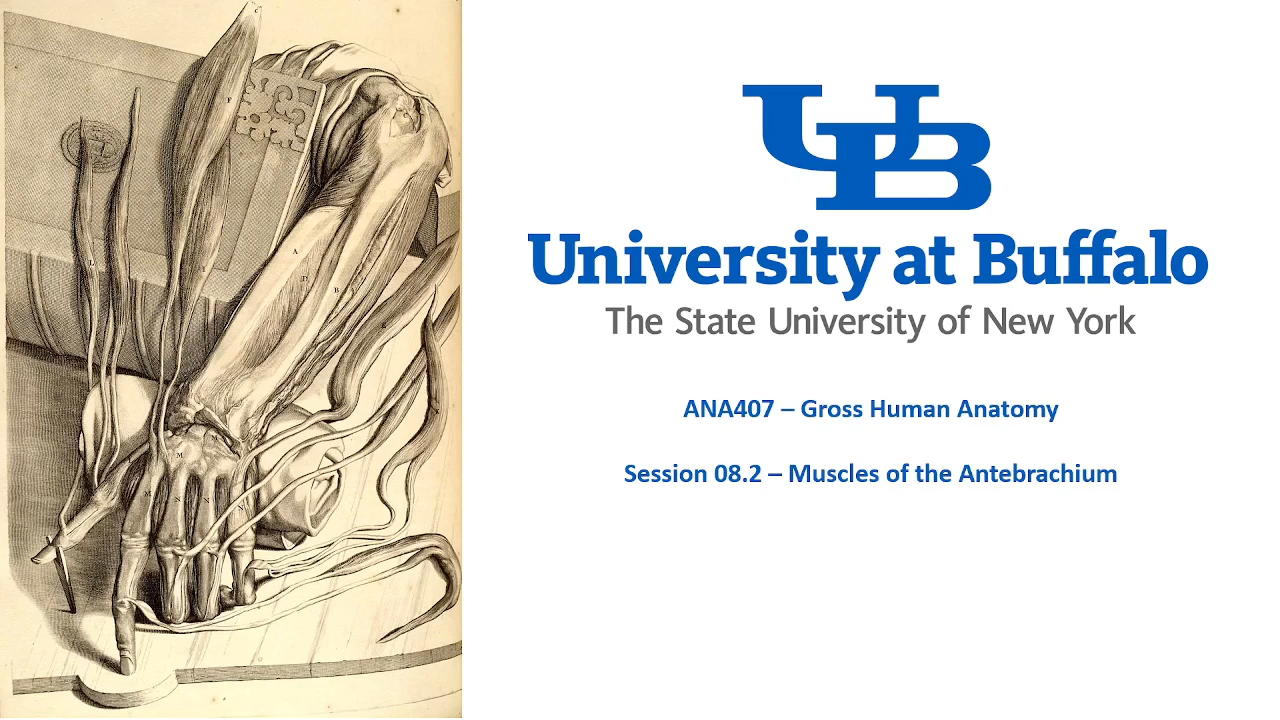 UB
University at Buffalo
The State University of New York
ANA407 – Gross Human Anatomy
Session 08.2 – Muscles of the Antebrachium
C
F
L
I
G
A
D
B
E
M
M
N
N
N